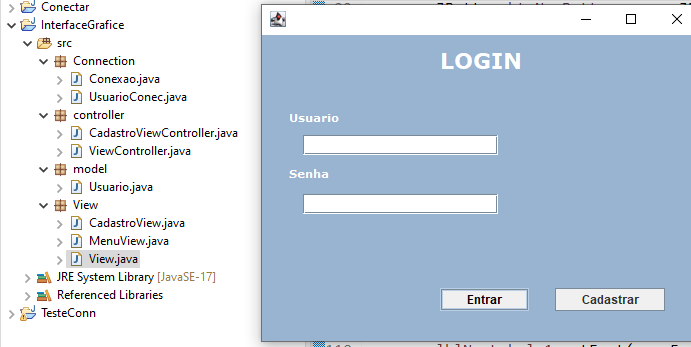 Conectar
InterfaceGrafice
src
Connection
Conexao.java
UsuarioConec.java
controller
CadastroViewController.java
ViewController.java
model
Usuario.java
View
CadastroView.java
MenuView.java
View.java
JRE System Library [JavaSE-17]
Referenced Libraries
TesteConn
LOGIN
Usuario
Senha
Entrar
Cadastrar